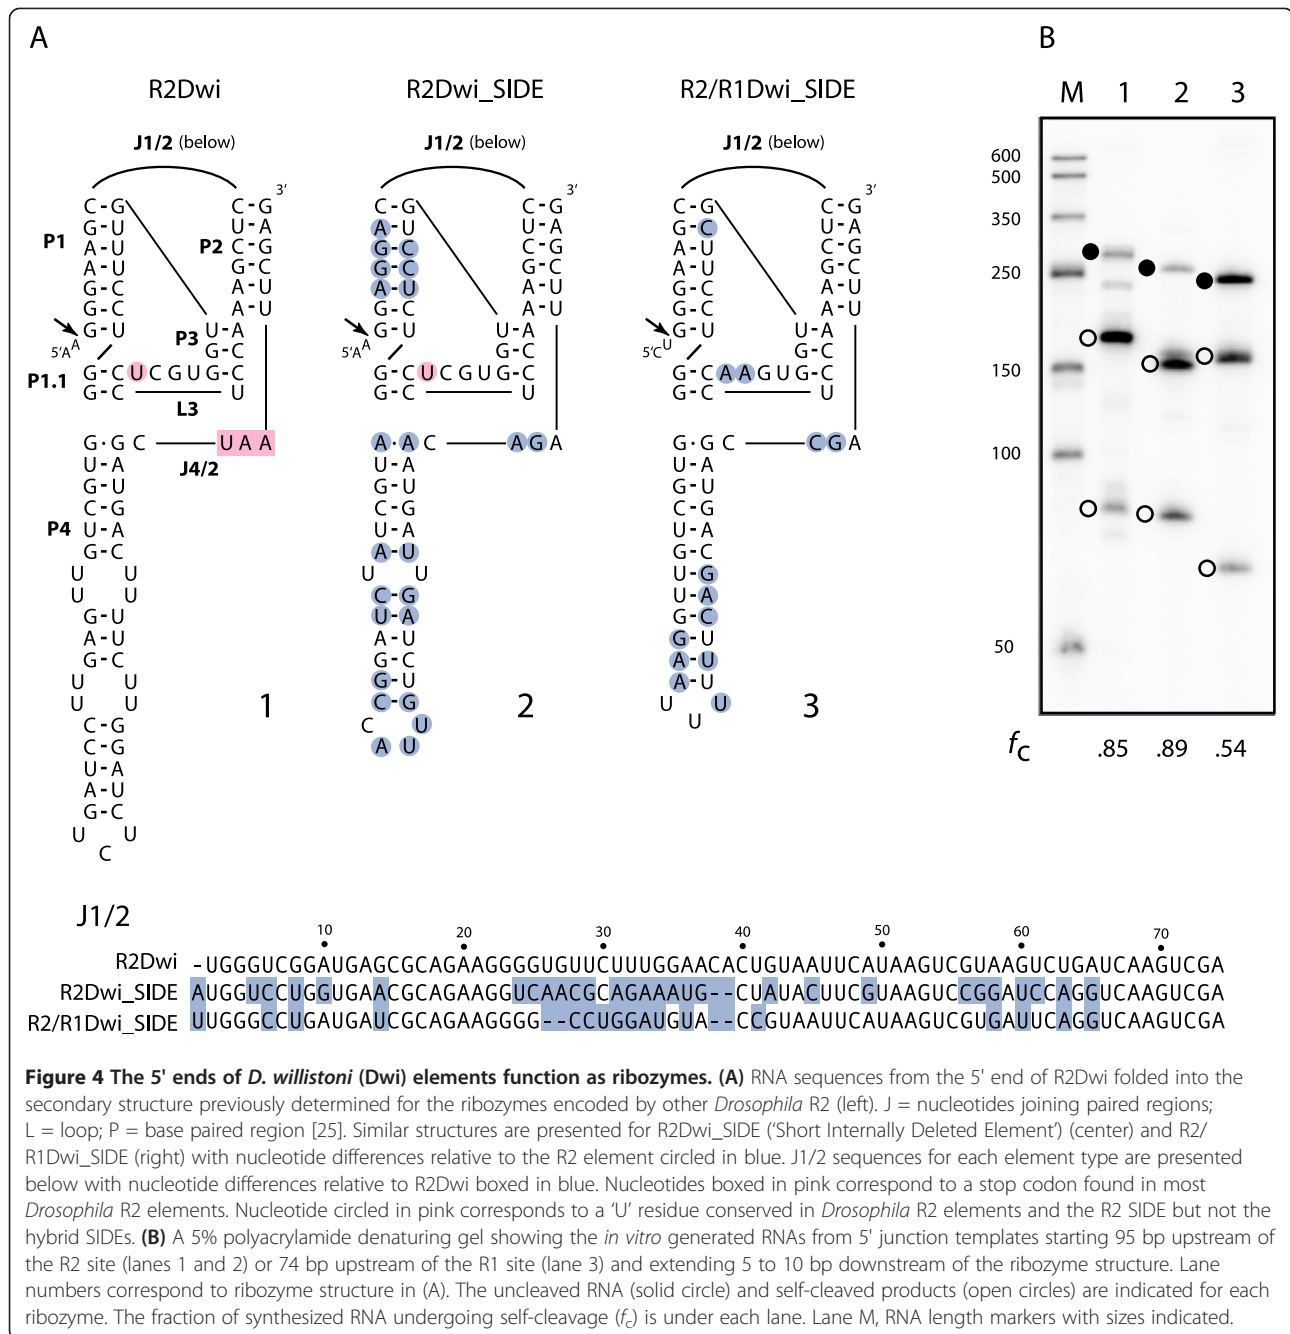 A
B
R2Dwi
R2Dwi_SIDE
R2/R1Dwi_SIDE
M 1 2 3
J1/2 (below)
J1/2 (below)
J1/2 (below)
3'
3'
3'
C-G C-G
G-U U-A
P1
A-U P2 C-G
A-U G-C
G-C A-U
G-C A-U
G-U U-A
5'A A P3 G-C
P1.1 G-C U C G U G-C
G-C U
L3
G·G C U A A
J4/2
U-A
G-U
C-G
P4 U-A
G-C
U U
U U
G-U
A-U
G-C
U U
U U
C-G
C-G
U-A
A-U
G-C
U U
C
1
C-G C-G
A-U U-A
G-C C-G
G-C G-C
A-U A-U
G-C A-U
G-U U-A
5'A A G-C
G-C U C G U G-C
G-C U
A·A C A G A
U-A
G-U
C-G
U-A
A-U
U U
C-G
U-A
A-U
G-C
G-U
C-G
C U
A U
2
C-G C-G
G-C U-A
A-U C-G
A-U G-C
G-C A-U
G-C A-U
G-U U-A
5'C U G-C
G-C A A G U G-C
G-C U
G·G C C G A
U-A
G-U
C-G
U-A
G-C
U-G
U-A
G-C
G-U
A-U
A-U
U U
U
3
600
500
350
250
150
100
50
fc .85 .89 .54
J1/2
10 20 30 40 50 60 70
R2Dwi -UGGGUCGGAUGAGCGCAGAAGGGGUGUUCUUUGGAACACUGUAAUUCAUAAGUCGUAAGUCUGAUCAAGUCGA
R2Dwi_SIDE AUGGUCCUGGUGAACGCAGAAGGUCAACGCAGAAAUG--CUAUACUUCGUAAGUCCGGAUCCAGGUCAAGUCGA
R2/R1Dwi_SIDE UUGGGCCUGAUGAUCGCAGAAGGGG--CCUGGAUGUA--CCGUAAUUCAUAAGUCGUGAUUCAGGUCAAGUCGA
Figure 4 The 5' ends of D. willistoni (Dwi) elements function as ribozymes. (A) RNA sequences from the 5' end of R2Dwi folded into the
secondary structure previously determined for the ribozymes encoded by other Drosophila R2 (left). J = nucleotides joining paired regions;
L = loop; P = base paired region [25]. Similar structures are presented for R2Dwi_SIDE ('Short Internally Deleted Element') (center) and R2/
R1Dwi_SIDE (right) with nucleotide differences relative to the R2 element circled in blue. J1/2 sequences for each element type are presented
below with nucleotide differences relative to R2Dwi boxed in blue. Nucleotides boxed in pink correspond to a stop codon found in most
Drosophila R2 elements. Nucleotide circled in pink corresponds to a 'U' residue conserved in Drosophila R2 elements and the R2 SIDE but not the
hybrid SIDEs. (B) A 5% polyacrylamide denaturing gel showing the in vitro generated RNAs from 5' junction templates starting 95 bp upstream of
the R2 site (lanes 1 and 2) or 74 bp upstream of the R1 site (lane 3) and extending 5 to 10 bp downstream of the ribozyme structure. Lane
numbers correspond to ribozyme structure in (A). The uncleaved RNA (solid circle) and self-cleaved products (open circles) are indicated for each
ribozyme. The fraction of synthesized RNA undergoing self-cleavage (fc) is under each lane. Lane M, RNA length markers with sizes indicated.